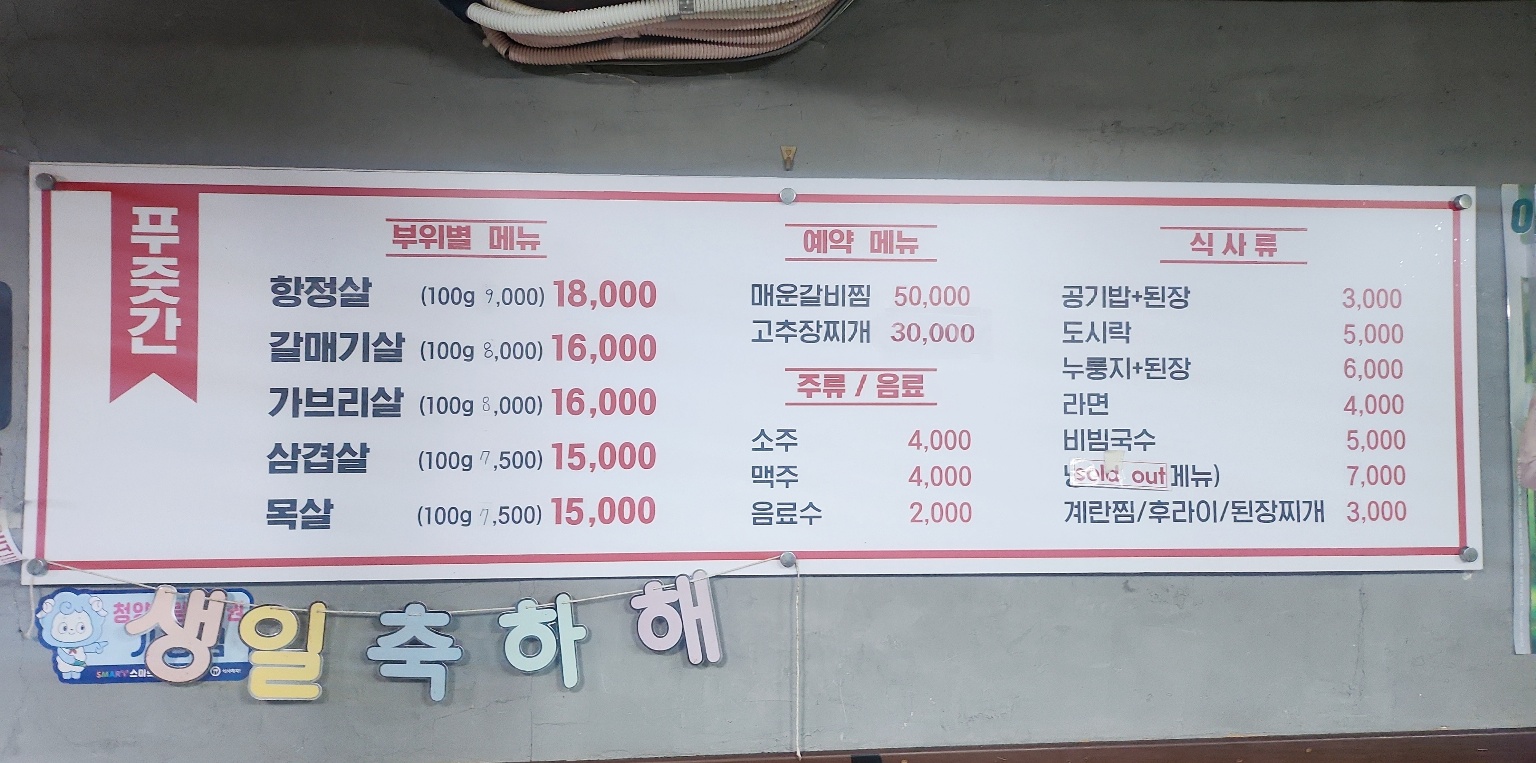 푸줏간
부위별 메뉴
항정살 (100g 9,000) 18,000
갈매기살 (100g 8,000) 16,000
가브리살 (100g 8,000) 16,000
삼겹살 (100g 7,500) 15,000
목살 (100g 7,500) 15,000
예약 메뉴
매운갈비찜 50,000
고추장찌개 30,000
주류 / 음료
소주 4,000
맥주 4,000
음료수 2,000
식사류
공기밥+된장 3,000
도시락 5,000
누룽지+된장 6,000
라면 4,000
비빔국수 5,000
sold out 메뉴) 7,000
계란찜/후라이/된장찌개 3,000
생일축하해
SMART